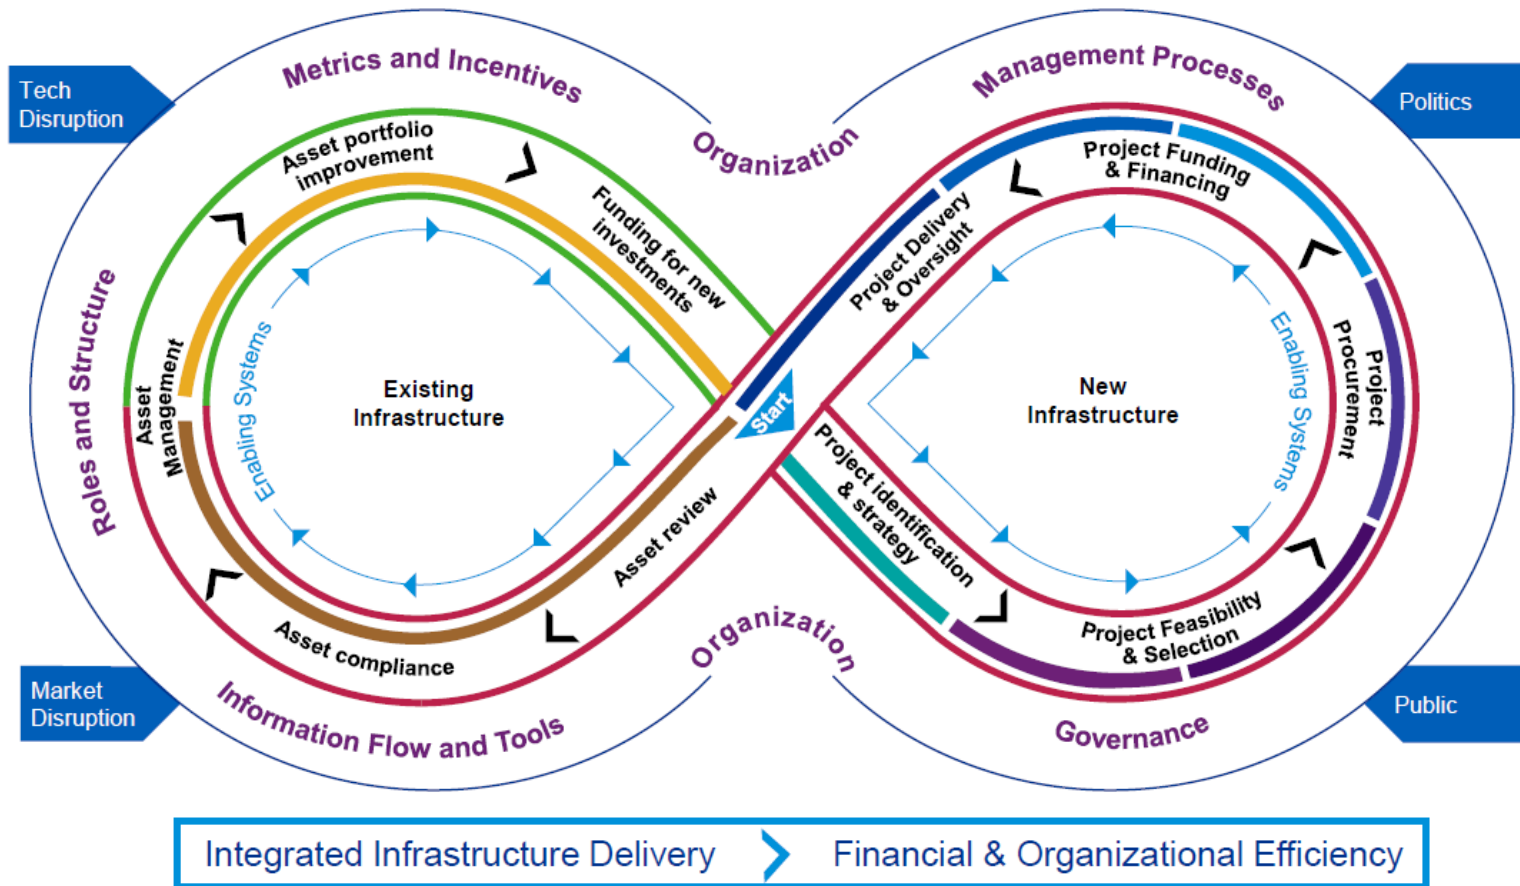 Tech
Disruption
Politics
Metrics and Incentives
Management Processes
Organization
Asset portfolio
improvement
Funding for new
investments
Project Delivery
& Oversight
Project Funding
& Financing
Roles and Structure
Asset
Management
Enabling Systems
Existing
Infrastructure
Start
New
Infrastructure
Enabling Systems
Project
Procurement
Asset review
Project identification
& strategy
Asset compliance
Project Feasibility
& Selection
Organization
Market
Disruption
Public
Information Flow and Tools
Governance
Integrated Infrastructure Delivery
Financial & Organizational Efficiency